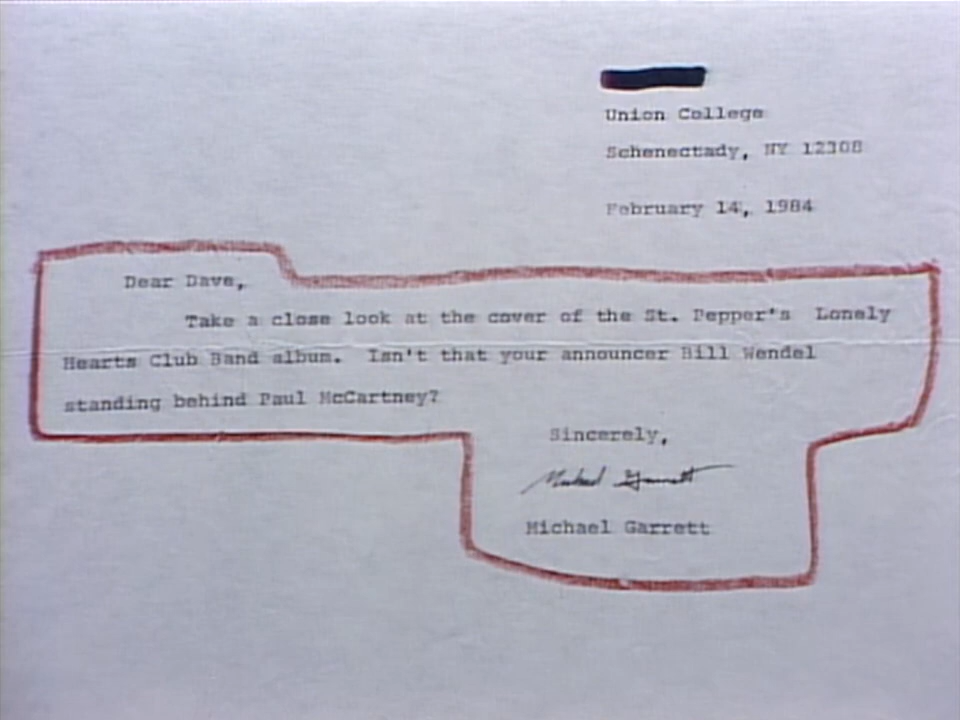 Union College
Schenectady, NY 12308
February 14, 1984
Dear Dave,
Take a close look at the cover of the St. Pepper's Lonely
Hearts Club Band album. Isn't that your announcer Bill Wendel
standing behind Paul McCartney?
Sincerely,
Michael Garrett
Michael Garrett